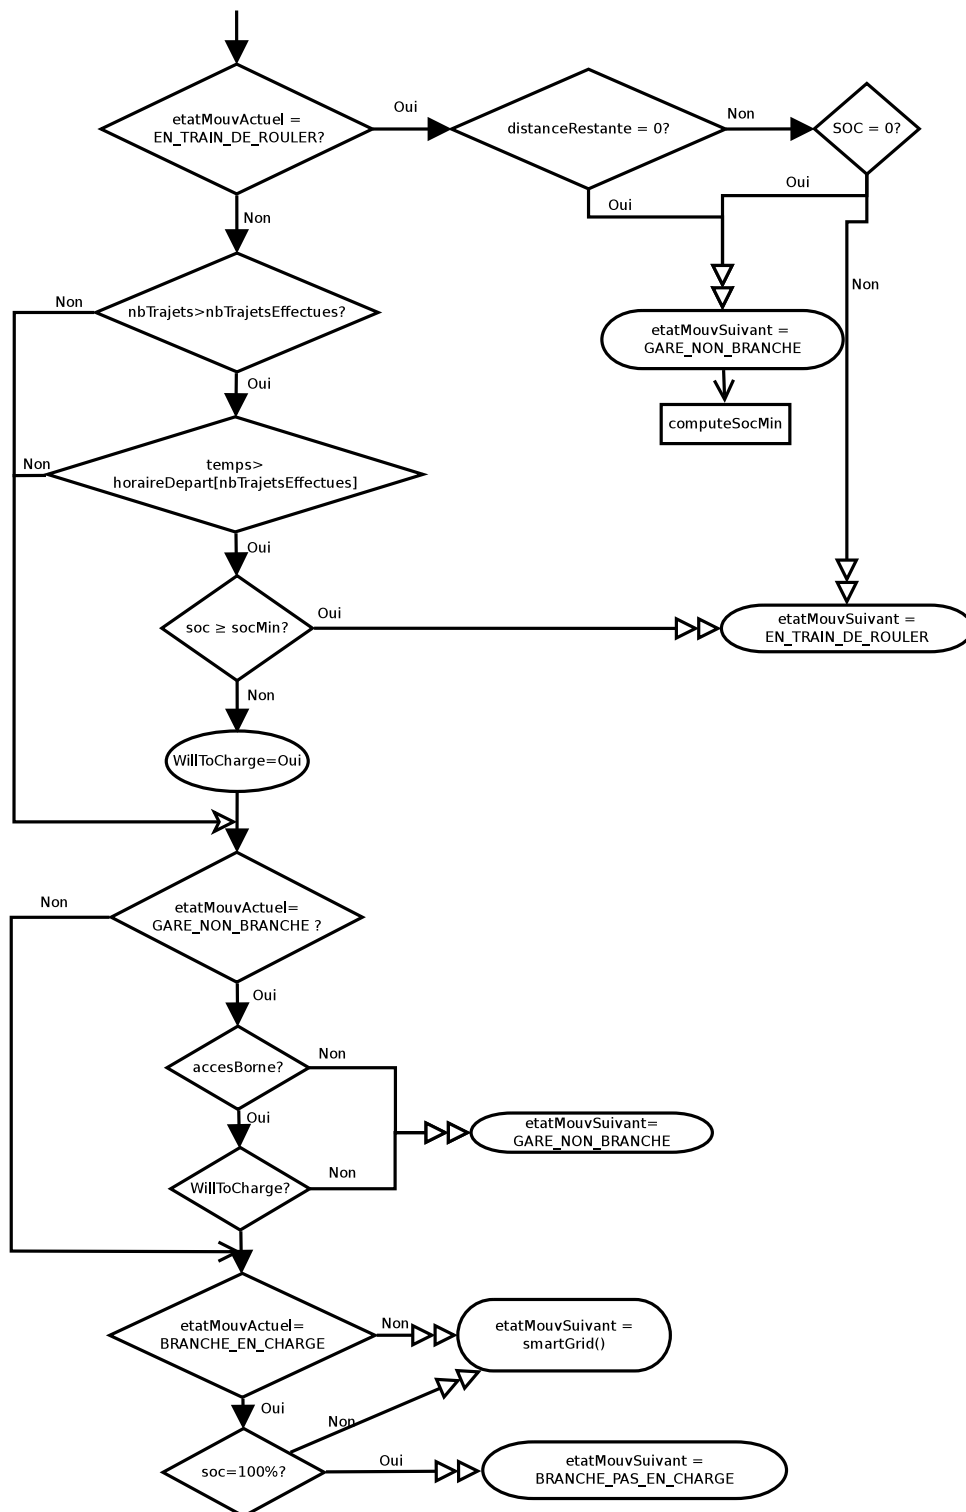 etatMouvActuel =
EN_TRAIN_DE_ROULER?
Oui
distanceRestante = 0?
Non
SOC = 0?
Oui
Oui
Non
Non
nbTrajets>nbTrajetsEffectues?
Non
etatMouvSuivant =
GARE_NON_BRANCHE
computeSocMin
Oui
temps>
horaireDepart[nbTrajetsEffectues]
Non
Oui
soc ≥ socMin?
Oui
etatMouvSuivant =
EN_TRAIN_DE_ROULER
Non
WillToCharge=Oui
etatMouvActuel=
GARE_NON_BRANCHE ?
Non
Oui
accesBorne?
Non
Oui
etatMouvSuivant=
GARE_NON_BRANCHE
WillToCharge?
Non
etatMouvActuel=
BRANCHE_EN_CHARGE
Non
etatMouvSuivant =
smartGrid()
Oui
Non
soc=100%?
Oui
etatMouvSuivant =
BRANCHE_PAS_EN_CHARGE